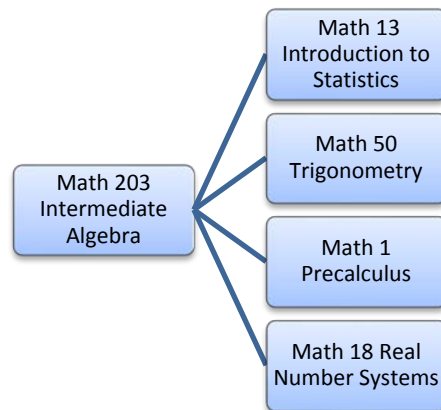 Math 13
Introduction to
Statistics
Math 50
Trigonometry
Math 203
Intermediate
Algebra
Math 1
Precalculus
Math 18 Real
Number Systems